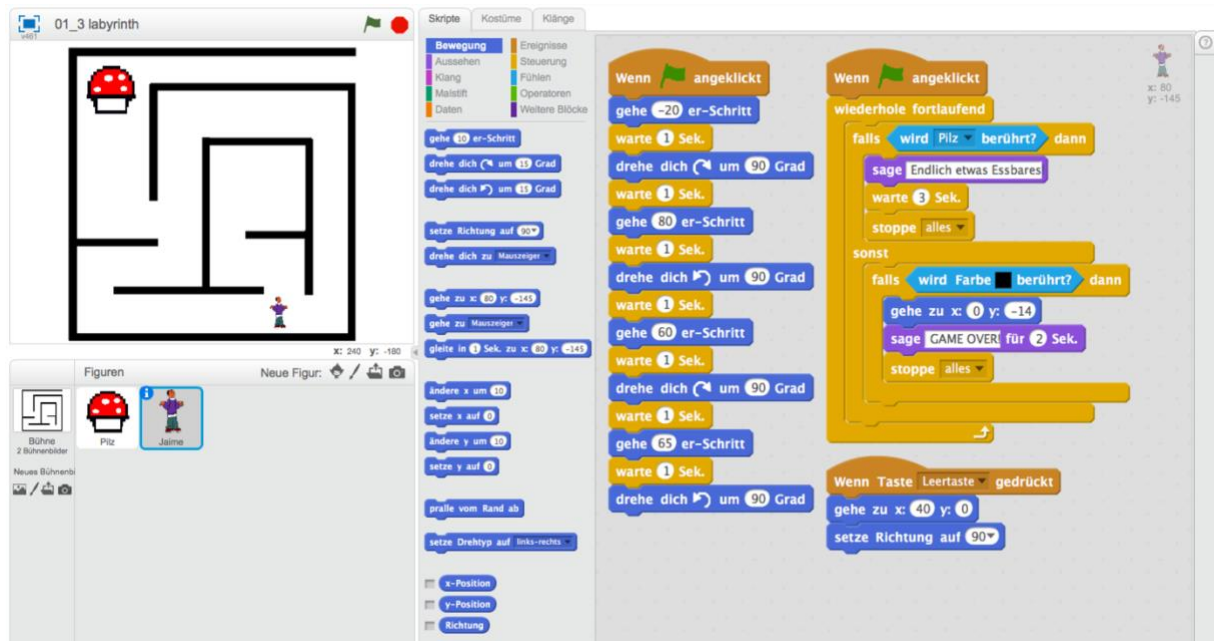 01_3 labyrinth
v461
x: 240 y: -180
Figuren
Neue Figur:
Bühne
2 Bühnenbilder
Pilz
Jaime
Neues Bühnenbi
Skripte
Kostüme
Klänge
Bewegung
Ereignisse
Aussehen
Steuerung
Klang
Fühlen
Malstift
Operatoren
Daten
Weitere Blöcke
gehe 10 er-Schritt
drehe dich um 15 Grad
drehe dich um 15 Grad
setze Richtung auf 90
drehe dich zu Mauszeiger
gehe zu x: 80 y: -145
gehe zu Mauszeiger
gleite in 1 Sek. zu x: 80 y: -145
ändere x um 10
setze x auf 0
ändere y um 10
setze y auf 0
pralle vom Rand ab
setze Drehtyp auf links-rechts
x-Position
y-Position
Richtung
Wenn angeklickt
gehe -20 er-Schritt
warte 1 Sek.
drehe dich um 90 Grad
warte 1 Sek.
gehe 80 er-Schritt
warte 1 Sek.
drehe dich um 90 Grad
warte 1 Sek.
gehe 60 er-Schritt
warte 1 Sek.
drehe dich um 90 Grad
warte 1 Sek.
gehe 65 er-Schritt
warte 1 Sek.
drehe dich um 90 Grad
Wenn angeklickt
wiederhole fortlaufend
falls wird Pilz berührt? dann
sage Endlich etwas Essbares
warte 3 Sek.
stoppe alles
sonst
falls wird Farbe berührt? dann
gehe zu x: 0 y: -14
sage GAME OVER! für 2 Sek.
stoppe alles
Wenn Taste Leertaste gedrückt
gehe zu x: 40 y: 0
setze Richtung auf 90
x: 80
y: -145
?